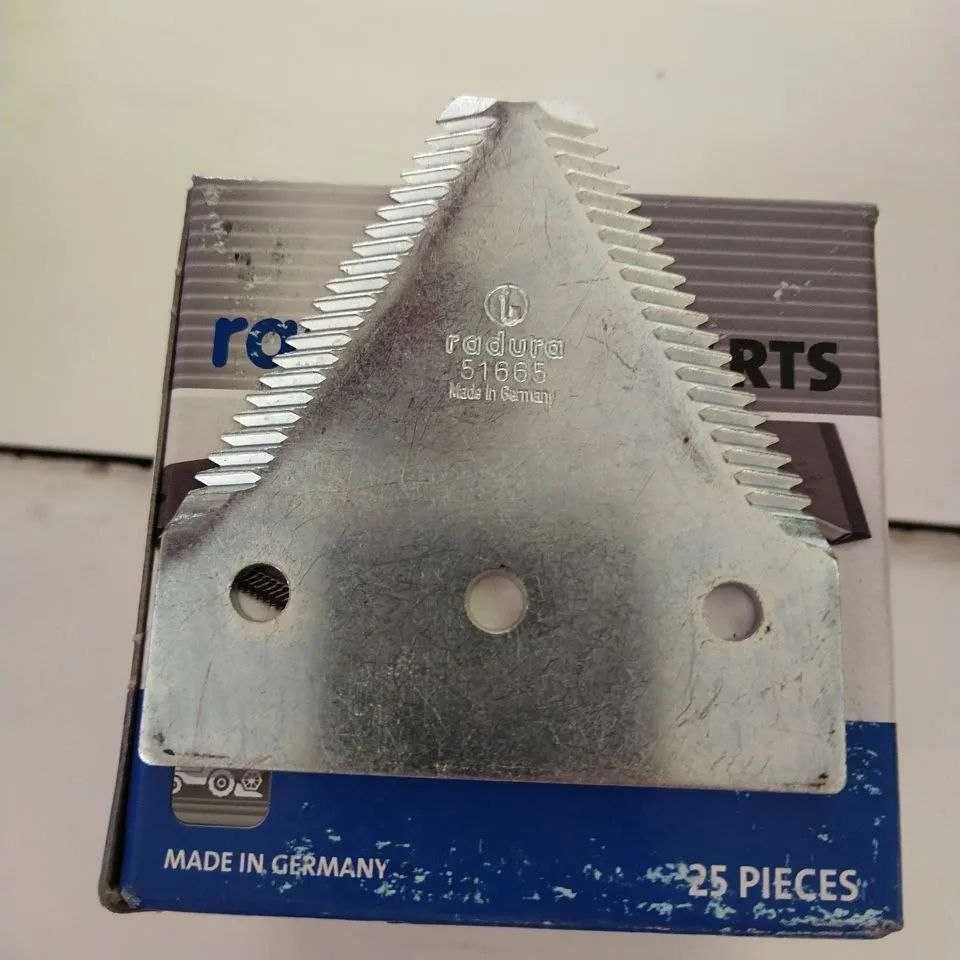 radura
51665
Made In Germany
ra
RTS
MADE IN GERMANY
25 PIECES